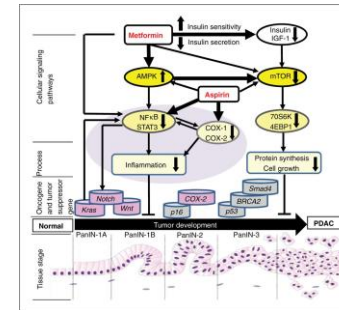 Metformin
Insulin sensitivity
Insulin secretion
Insulin
IGF-1
AMPK
mTOR
Aspirin
NFκB
STAT3
COX-1
COX-2
70S6K
4EBP1
Inflammation
Protein synthesis
Cell growth
Cellular signaling
pathways
Process
Oncogene and tumor
suppressor
gene
Notch
Kras
Wnt
COX-2
p16
Smad4
BRCA2
p53
Normal
Tumor development
PDAC
PanIN-1A
PanIN-1B
PanIN-2
PanIN-3
Tissue stage